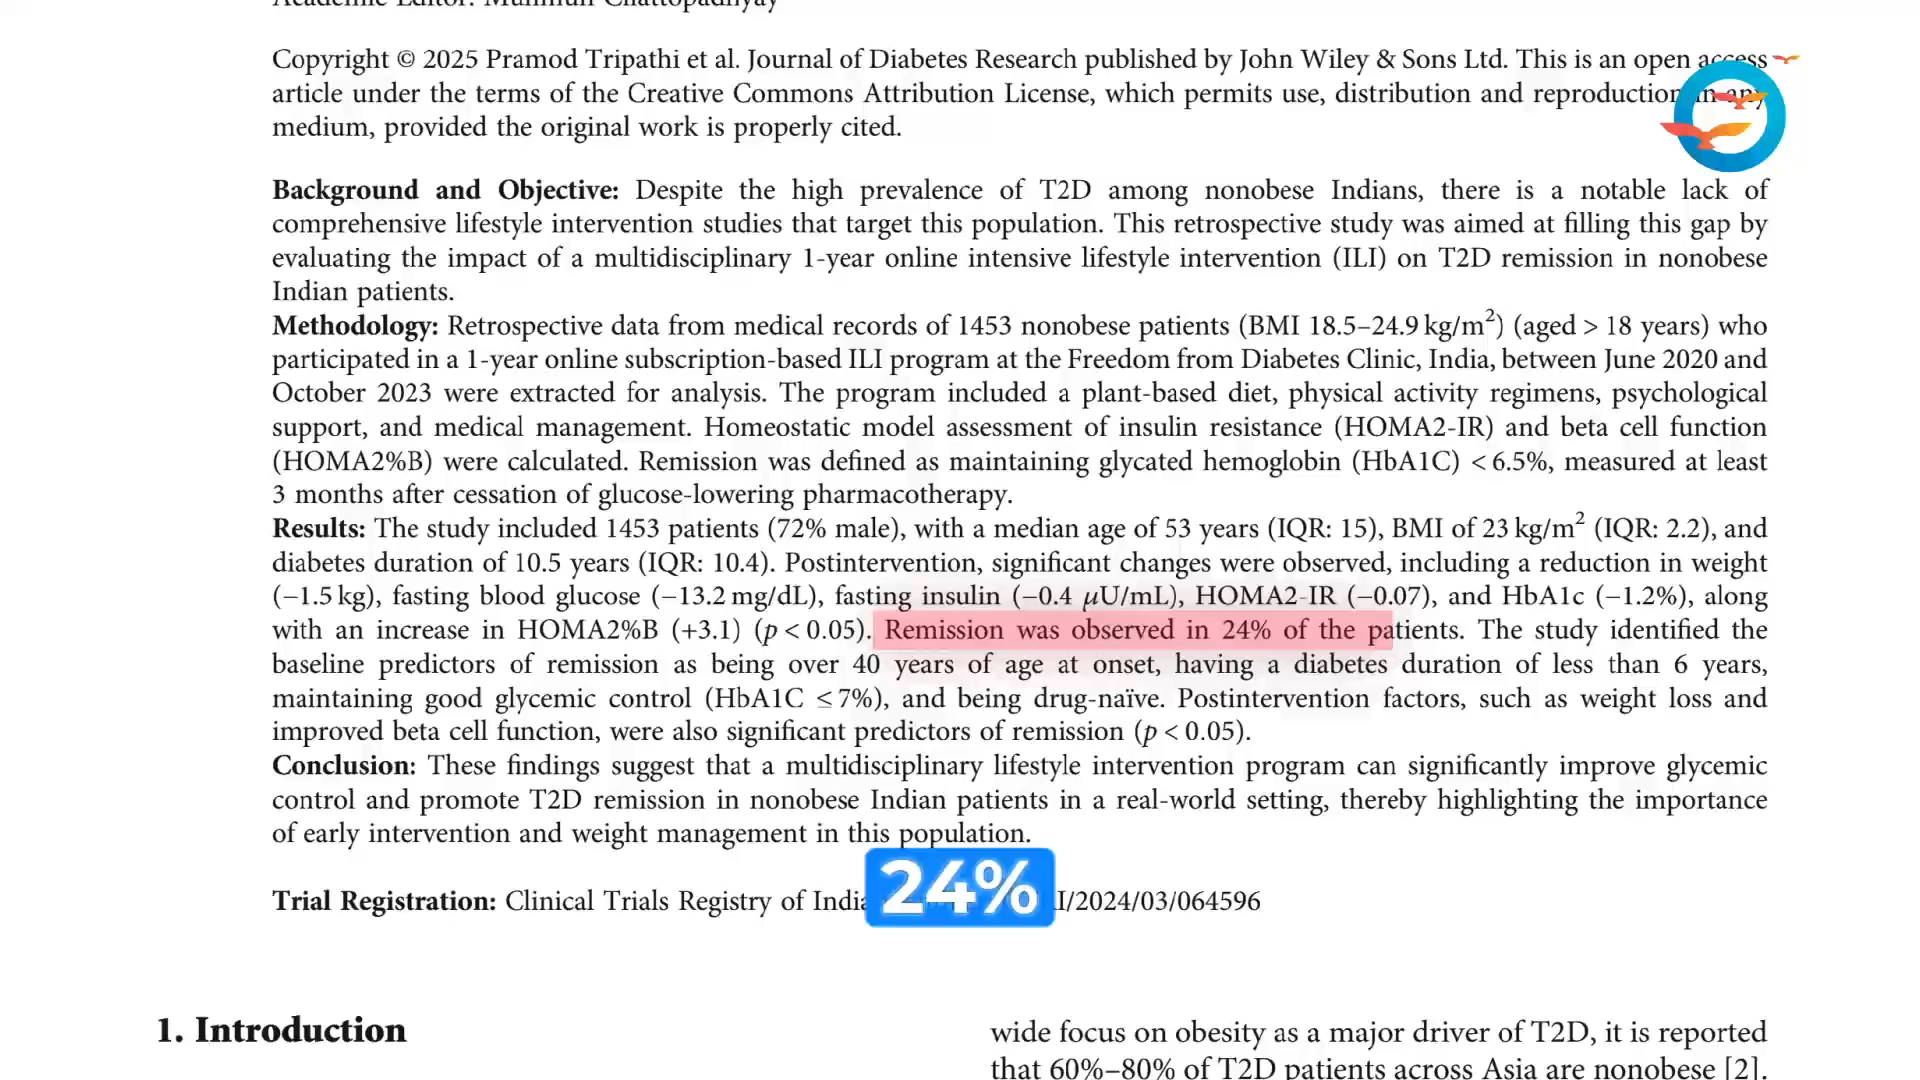 Academic Editor: Munmun Chattopadhyay
Copyright © 2025 Pramod Tripathi et al. Journal of Diabetes Research published by John Wiley & Sons Ltd. This is an open access
article under the terms of the Creative Commons Attribution License, which permits use, distribution and reproduction in any
medium, provided the original work is properly cited.
Background and Objective: Despite the high prevalence of T2D among nonobese Indians, there is a notable lack of
comprehensive lifestyle intervention studies that target this population. This retrospective study was aimed at filling this gap by
evaluating the impact of a multidisciplinary 1-year online intensive lifestyle intervention (ILI) on T2D remission in nonobese
Indian patients.
Methodology: Retrospective data from medical records of 1453 nonobese patients (BMI 18.5–24.9 kg/m²) (aged > 18 years) who
participated in a 1-year online subscription-based ILI program at the Freedom from Diabetes Clinic, India, between June 2020 and
October 2023 were extracted for analysis. The program included a plant-based diet, physical activity regimens, psychological
support, and medical management. Homeostatic model assessment of insulin resistance (HOMA2-IR) and beta cell function
(HOMA2%B) were calculated. Remission was defined as maintaining glycated hemoglobin (HbA1C) < 6.5%, measured at least
3 months after cessation of glucose-lowering pharmacotherapy.
Results: The study included 1453 patients (72% male), with a median age of 53 years (IQR: 15), BMI of 23 kg/m² (IQR: 2.2), and
diabetes duration of 10.5 years (IQR: 10.4). Postintervention, significant changes were observed, including a reduction in weight
(−1.5 kg), fasting blood glucose (−13.2 mg/dL), fasting insulin (−0.4 μU/mL), HOMA2-IR (−0.07), and HbA1c (−1.2%), along
with an increase in HOMA2%B (+3.1) (p < 0.05). Remission was observed in 24% of the patients. The study identified the
baseline predictors of remission as being over 40 years of age at onset, having a diabetes duration of less than 6 years,
maintaining good glycemic control (HbA1C ≤ 7%), and being drug-naïve. Postintervention factors, such as weight loss and
improved beta cell function, were also significant predictors of remission (p < 0.05).
Conclusion: These findings suggest that a multidisciplinary lifestyle intervention program can significantly improve glycemic
control and promote T2D remission in nonobese Indian patients in a real-world setting, thereby highlighting the importance
of early intervention and weight management in this population.
24%
Trial Registration: Clinical Trials Registry of India I/2024/03/064596
1. Introduction
wide focus on obesity as a major driver of T2D, it is reported
that 60%–80% of T2D patients across Asia are nonobese [2].